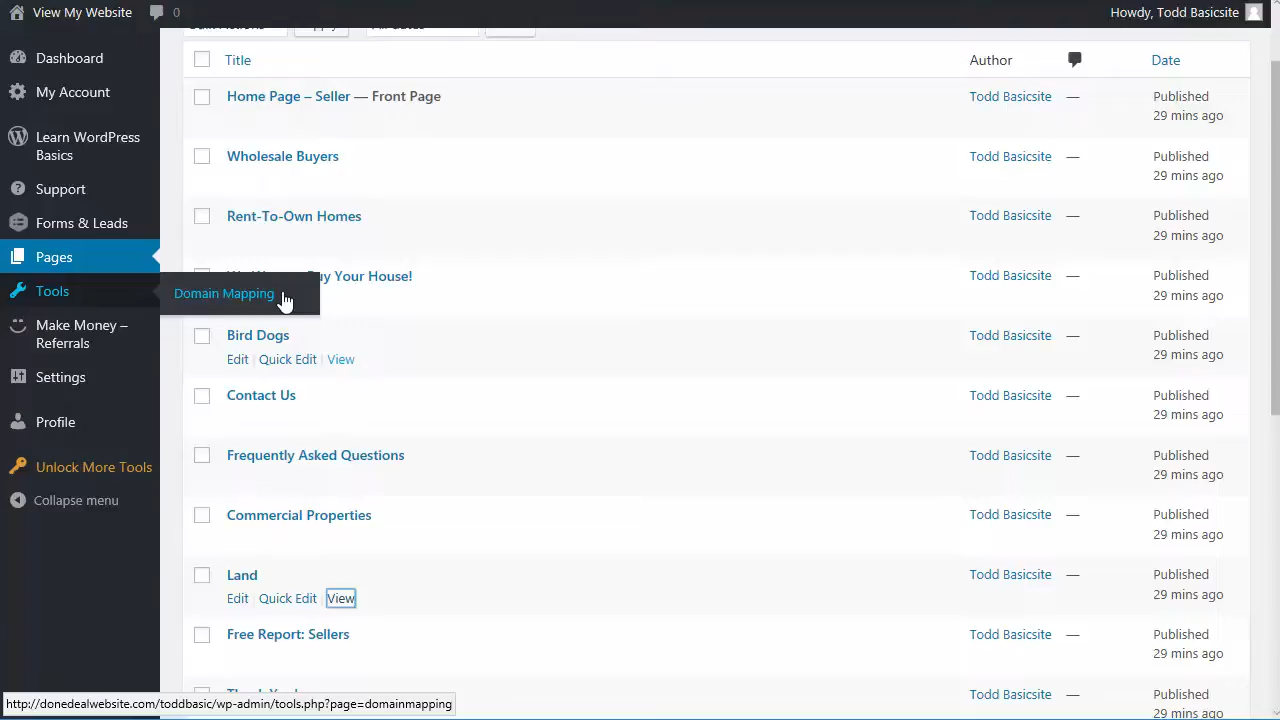 View My Website 0 Howdy, Todd Basicsite
Dashboard
My Account
Learn WordPress
Basics
Support
Forms & Leads
Pages
Tools
Domain Mapping
Make Money –
Referrals
Settings
Profile
Unlock More Tools
Collapse menu
Title Author Date
Home Page – Seller — Front Page Todd Basicsite — Published
29 mins ago
Wholesale Buyers Todd Basicsite — Published
29 mins ago
Rent-To-Own Homes Todd Basicsite — Published
29 mins ago
Buy Your House! Todd Basicsite — Published
29 mins ago
Bird Dogs Todd Basicsite — Published
Edit | Quick Edit | View 29 mins ago
Contact Us Todd Basicsite — Published
29 mins ago
Frequently Asked Questions Todd Basicsite — Published
29 mins ago
Commercial Properties Todd Basicsite — Published
29 mins ago
Land Todd Basicsite — Published
Edit | Quick Edit | View 29 mins ago
Free Report: Sellers Todd Basicsite — Published
29 mins ago
Todd Basicsite — Published
29 mins ago
http://donedealwebsite.com/toddbasic/wp-admin/tools.php?page=domainmapping